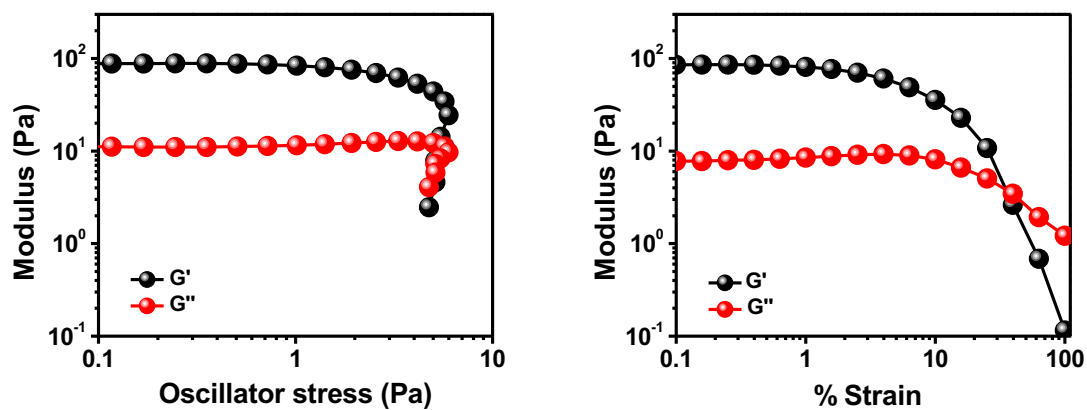 Modulus (Pa)
10²
10¹
10⁰
10⁻¹
G'
G''
0.1
1
10
Oscillator stress (Pa)
Modulus (Pa)
10²
10¹
10⁰
10⁻¹
G'
G''
0.1
1
10
100
% Strain